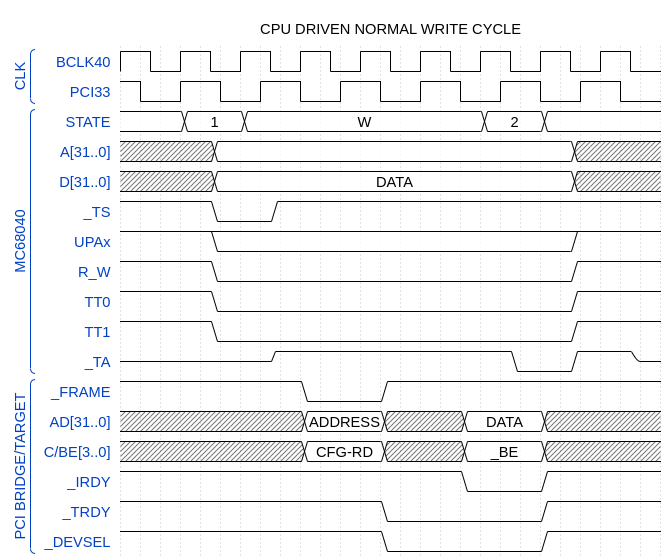 CPU DRIVEN NORMAL WRITE CYCLE
CLK
BCLK40
PCI33
MC68040
STATE 1 W 2
A[31..0]
D[31..0] DATA
_TS
UPAx
R_W
TT0
TT1
_TA
PCI BRIDGE/TARGET
_FRAME
AD[31..0] ADDRESS DATA
C/BE[3..0] CFG-RD _BE
_IRDY
_TRDY
_DEVSEL